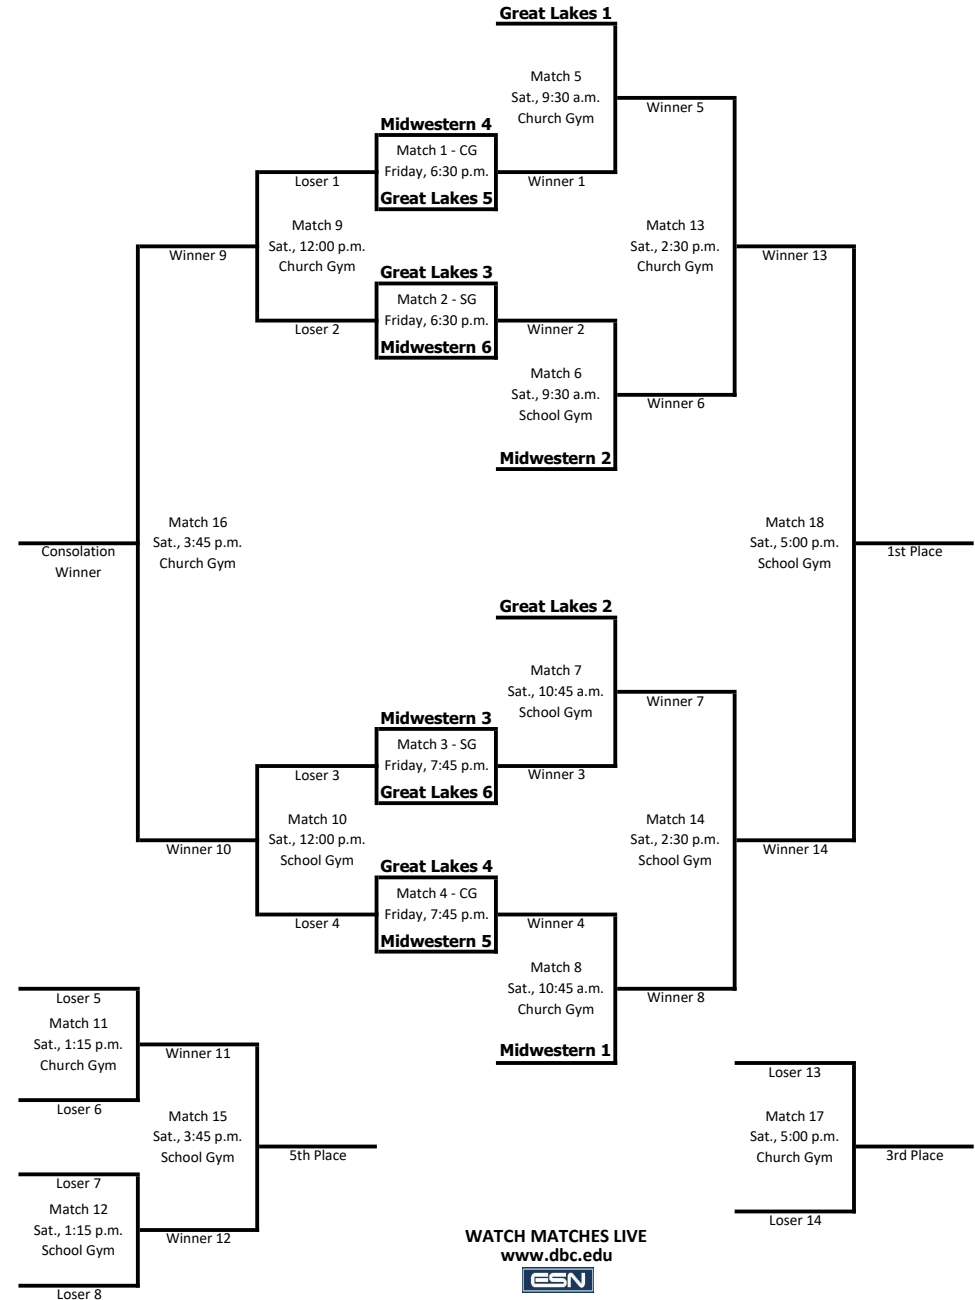 Great Lakes 1
Match 5
Sat., 9:30 a.m.
Church Gym
Winner 5
Midwestern 4
Match 1 - CG
Friday, 6:30 p.m.
Great Lakes 5
Loser 1
Winner 1
Match 9
Sat., 12:00 p.m.
Church Gym
Match 13
Sat., 2:30 p.m.
Church Gym
Winner 9
Winner 13
Great Lakes 3
Match 2 - SG
Friday, 6:30 p.m.
Midwestern 6
Loser 2
Winner 2
Match 6
Sat., 9:30 a.m.
School Gym
Winner 6
Midwestern 2
Match 16
Sat., 3:45 p.m.
Church Gym
Consolation
Winner
Match 18
Sat., 5:00 p.m.
School Gym
1st Place
Great Lakes 2
Match 7
Sat., 10:45 a.m.
School Gym
Winner 7
Midwestern 3
Match 3 - SG
Friday, 7:45 p.m.
Great Lakes 6
Loser 3
Winner 3
Match 10
Sat., 12:00 p.m.
School Gym
Match 14
Sat., 2:30 p.m.
School Gym
Winner 10
Winner 14
Great Lakes 4
Match 4 - CG
Friday, 7:45 p.m.
Midwestern 5
Loser 4
Winner 4
Match 8
Sat., 10:45 a.m.
Church Gym
Winner 8
Midwestern 1
Loser 5
Match 11
Sat., 1:15 p.m.
Church Gym
Winner 11
Loser 6
Match 15
Sat., 3:45 p.m.
School Gym
5th Place
Loser 7
Match 12
Sat., 1:15 p.m.
School Gym
Winner 12
Loser 8
Loser 13
Match 17
Sat., 5:00 p.m.
Church Gym
3rd Place
Loser 14
WATCH MATCHES LIVE
www.dbc.edu
ESN